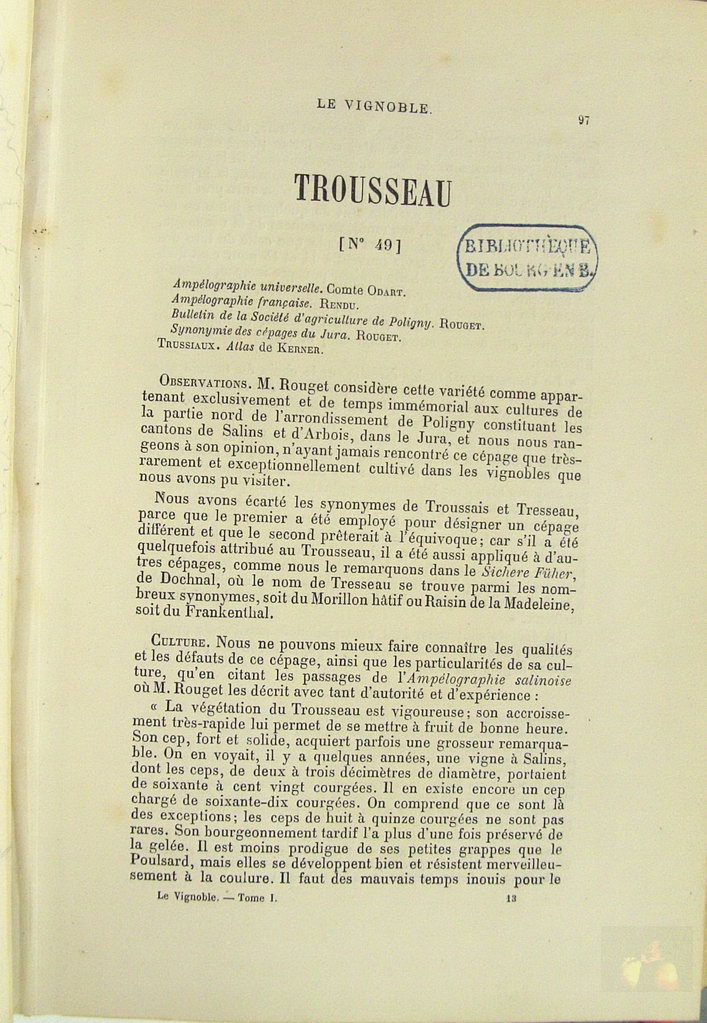 LE VIGNOBLE.
97
TROUSSEAU
[N° 49]
BIBLIOTHÈQUE
DE BOURG EN B.
Ampélographie universelle. Comte ODART.
Ampélographie française. RENDU.
Bulletin de la Société d'agriculture de Poligny. ROUGET.
Synonymie des cépages du Jura. ROUGET.
TRUSSIAUX. Atlas de KERNER.
OBSERVATIONS. M. Rouget considère cette variété comme appar-
tenant exclusivement et de temps immémorial aux cultures de
la partie nord de l'arrondissement de Poligny constituant les
cantons de Salins et d'Arbois, dans le Jura, et nous nous ran-
geons à son opinion, n'ayant jamais rencontré ce cépage que très-
rarement et exceptionnellement cultivé dans les vignobles que
nous avons pu visiter.
Nous avons écarté les synonymes de Troussais et Tresseau,
parce que le premier a été employé pour désigner un cépage
différent et que le second prêterait à l'équivoque; car s'il a été
quelquefois attribué au Trousseau, il a été aussi appliqué à d'au-
tres cépages, comme nous le remarquons dans le Sichere Füher,
de Dochnal, où le nom de Tresseau se trouve parmi les nom-
breux synonymes, soit du Morillon hâtif ou Raisin de la Madeleine,
soit du Frankenthal.
CULTURE. Nous ne pouvons mieux faire connaître les qualités
et les défauts de ce cépage, ainsi que les particularités de sa cul-
ture, qu'en citant les passages de l'Ampélographie salinoise
où M. Rouget les décrit avec tant d'autorité et d'expérience :
« La végétation du Trousseau est vigoureuse; son accroisse-
ment très-rapide lui permet de se mettre à fruit de bonne heure.
Son cep, fort et solide, acquiert parfois une grosseur remarqua-
ble. On en voyait, il y a quelques années, une vigne à Salins,
dont les ceps, de deux à trois décimètres de diamètre, portaient
de soixante à cent vingt courgées. Il en existe encore un cep
chargé de soixante-dix courgées. On comprend que ce sont là
des exceptions; les ceps de huit à quinze courgées ne sont pas
rares. Son bourgeonnement tardif l'a plus d'une fois préservé de
la gelée. Il est moins prodigue de ses petites grappes que le
Poulsard, mais elles se développent bien et résistent merveilleu-
sement à la coulure. Il faut des mauvais temps inouis pour le
Le Vignoble. — Tome I.
13